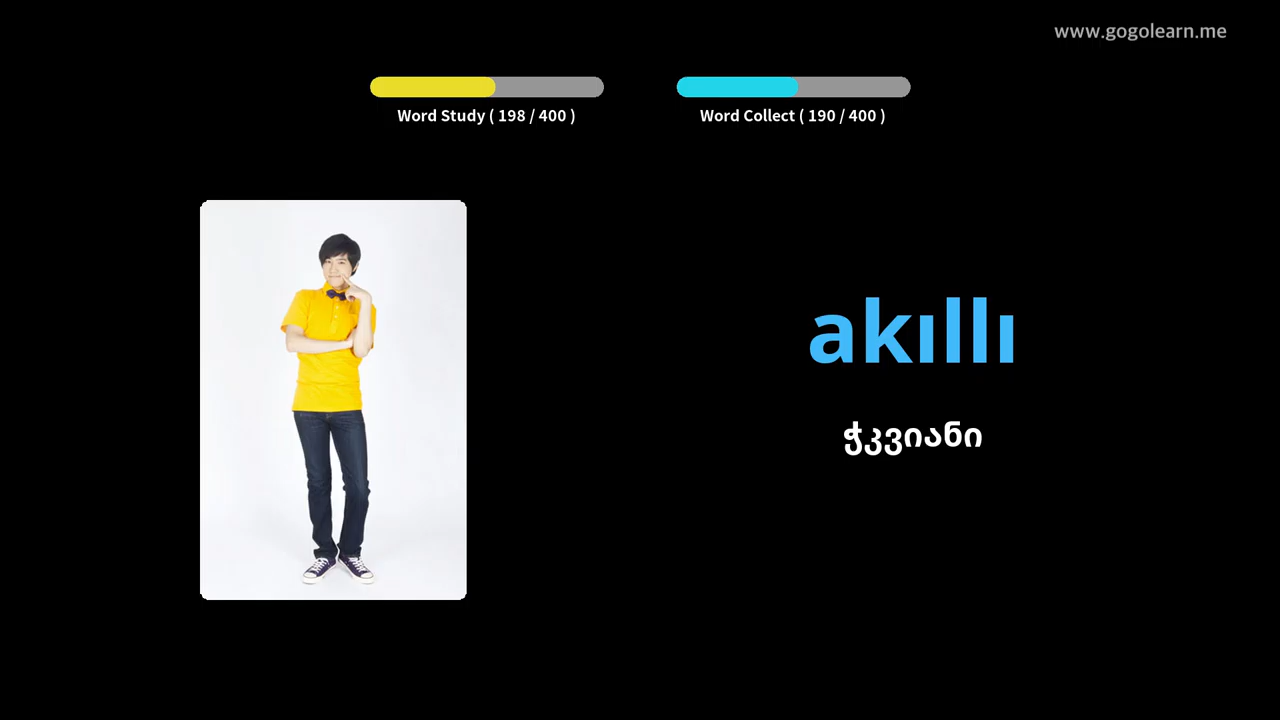 www.gogolearn.me
Word Study ( 198 / 400 )
Word Collect ( 190 / 400 )
akıllı
ჭკვიანი